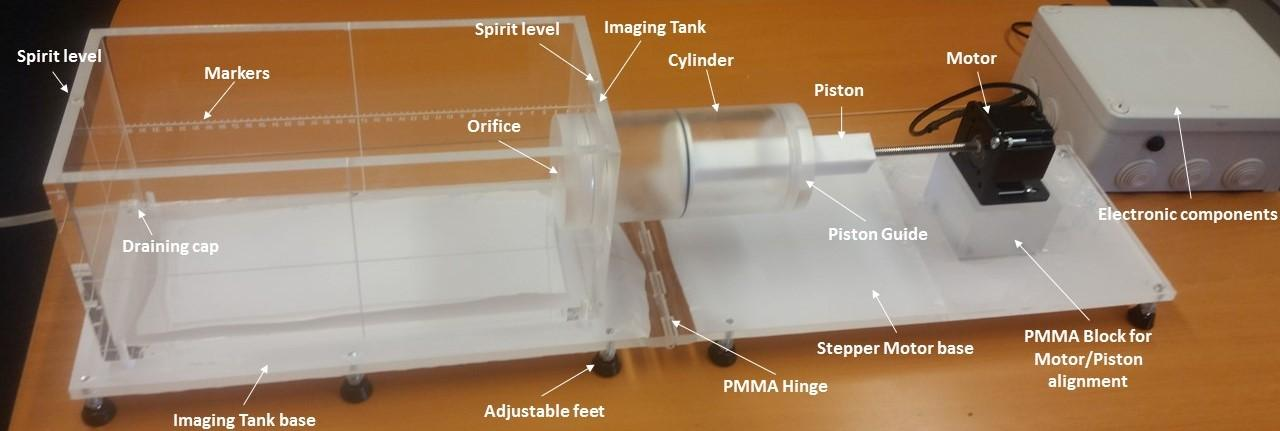 Spirit level
Markers
Spirit level
Imaging Tank
Orifice
Cylinder
Piston
Motor
Draining cap
Piston Guide
Electronic components
Imaging Tank base
Adjustable feet
PMMA Hinge
Stepper Motor base
PMMA Block for
Motor/Piston
alignment